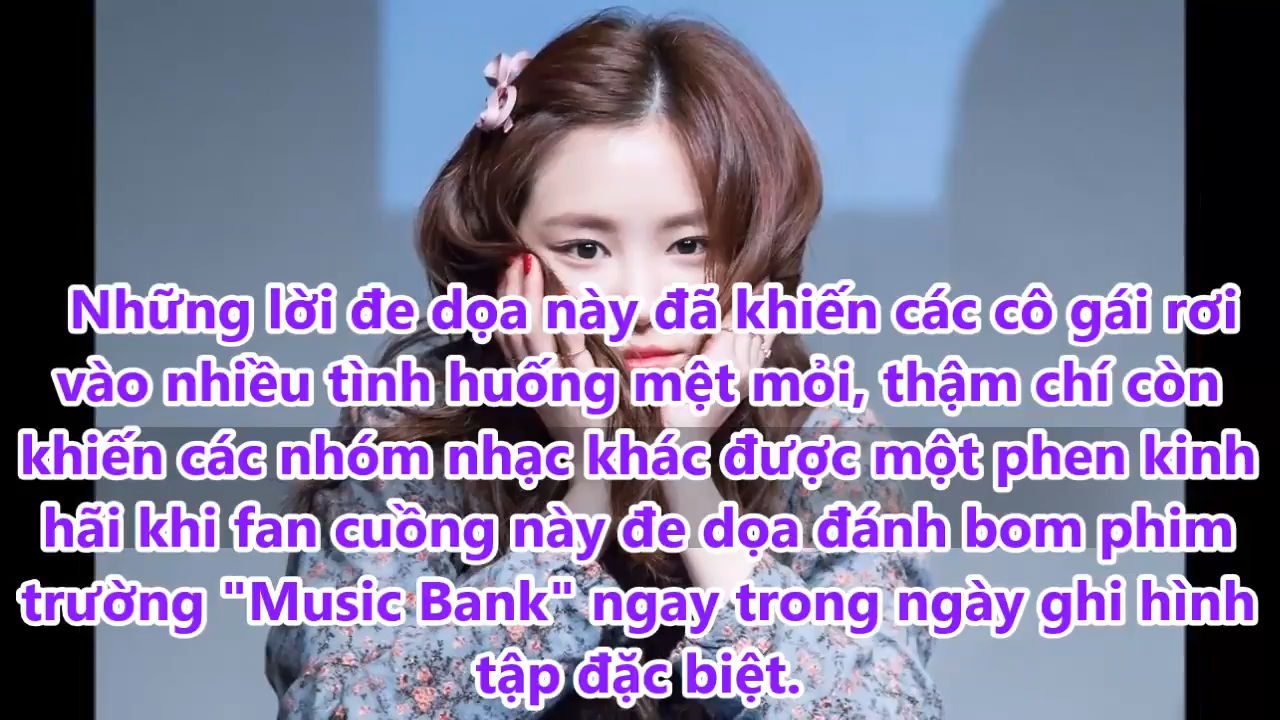 Những lời đe dọa này đã khiến các cô gái rơi
vào nhiều tình huống mệt mỏi, thậm chí còn
khiến các nhóm nhạc khác được một phen kinh
hãi khi fan cuồng này đe dọa đánh bom phim
trường "Music Bank" ngay trong ngày ghi hình
tập đặc biệt.